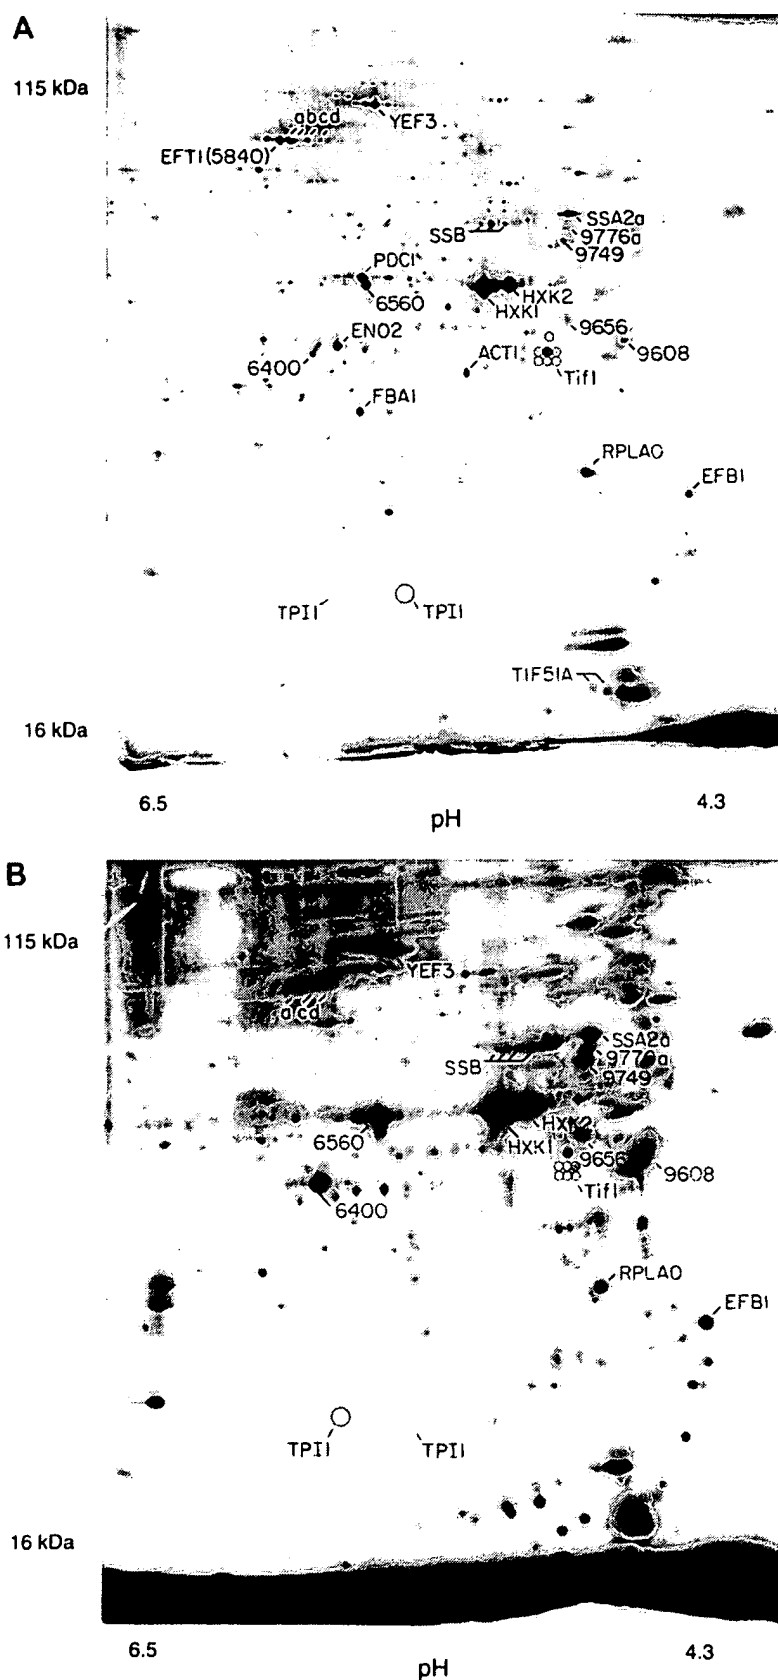 A
115 kDa
abcd
YEF3
EFT1(5840)
SSB
SSA2a
9776a
9749
PDC1
6560
HXK2
HXK1
9656
ENO2
6400
ACT1
9608
Tif1
FBA1
RPLA0
EFB1
TPI1
TPI1
TIF51A
16 kDa
6.5
pH
4.3
B
115 kDa
YEF3
a cd
SSA2a
9776a
SSB
9749
HXK2
6560
HXK1
9656
9608
6400
Tif1
RPLA0
EFB1
TPI1
TPI1
16 kDa
6.5
pH
4.3